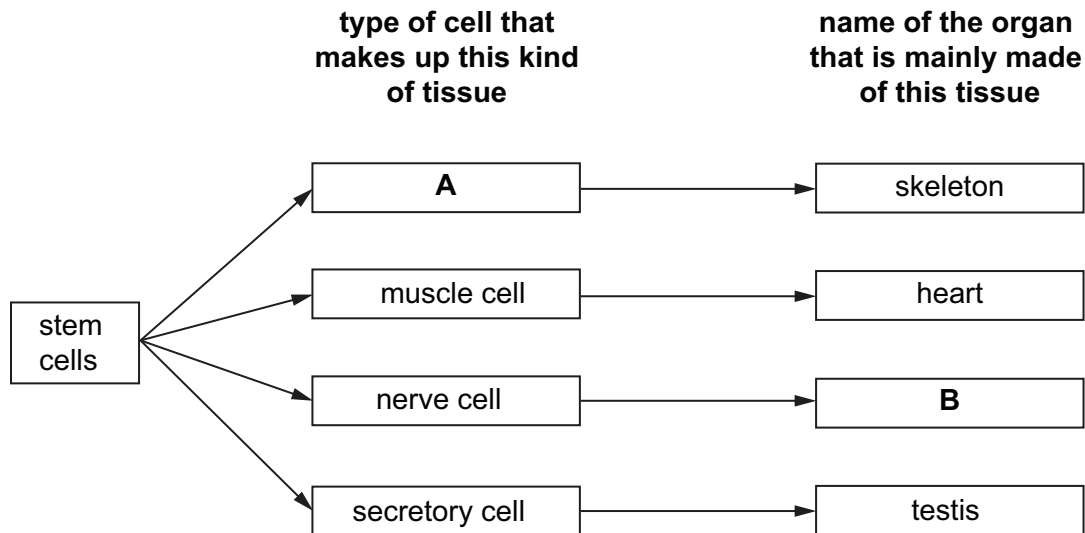 type of cell that
makes up this kind
of tissue
name of the organ
that is mainly made
of this tissue
A
skeleton
muscle cell
heart
stem
cells
nerve cell
B
secretory cell
testis